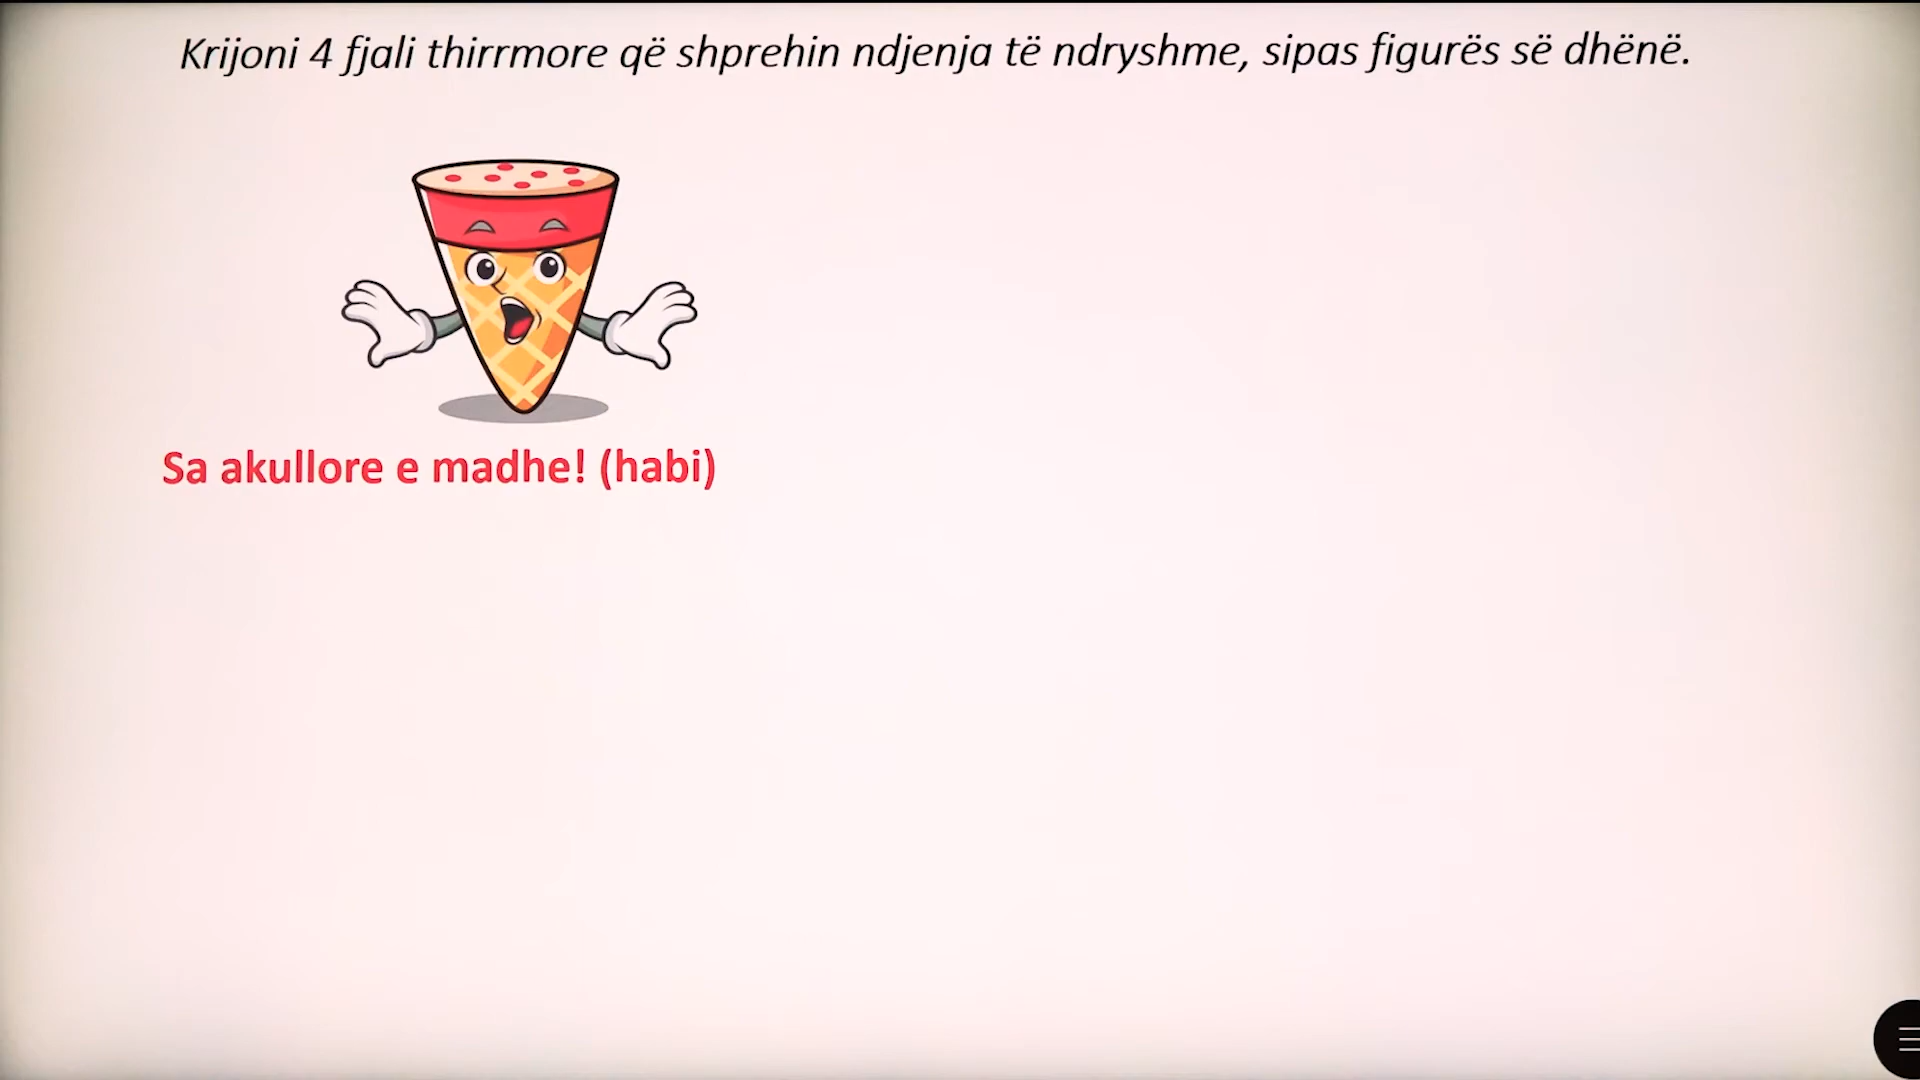 Krijoni 4 fjali thirrmore që shprehin ndjenja të ndryshme, sipas figurës së dhënë.
Sa akullore e madhe! (habi)